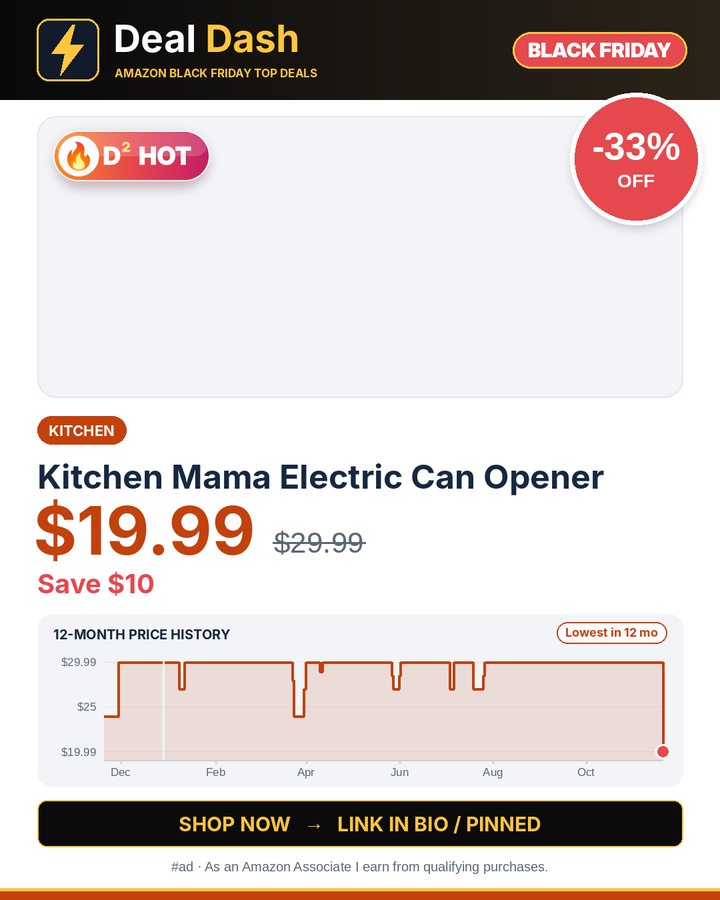 Deal Dash
AMAZON BLACK FRIDAY TOP DEALS
BLACK FRIDAY
D² HOT
-33%
OFF
KITCHEN
Kitchen Mama Electric Can Opener
$19.99 $29.99
Save $10
12-MONTH PRICE HISTORY
Lowest in 12 mo
$29.99
$25
$19.99
Dec Feb Apr Jun Aug Oct
SHOP NOW → LINK IN BIO / PINNED
#ad · As an Amazon Associate I earn from qualifying purchases.